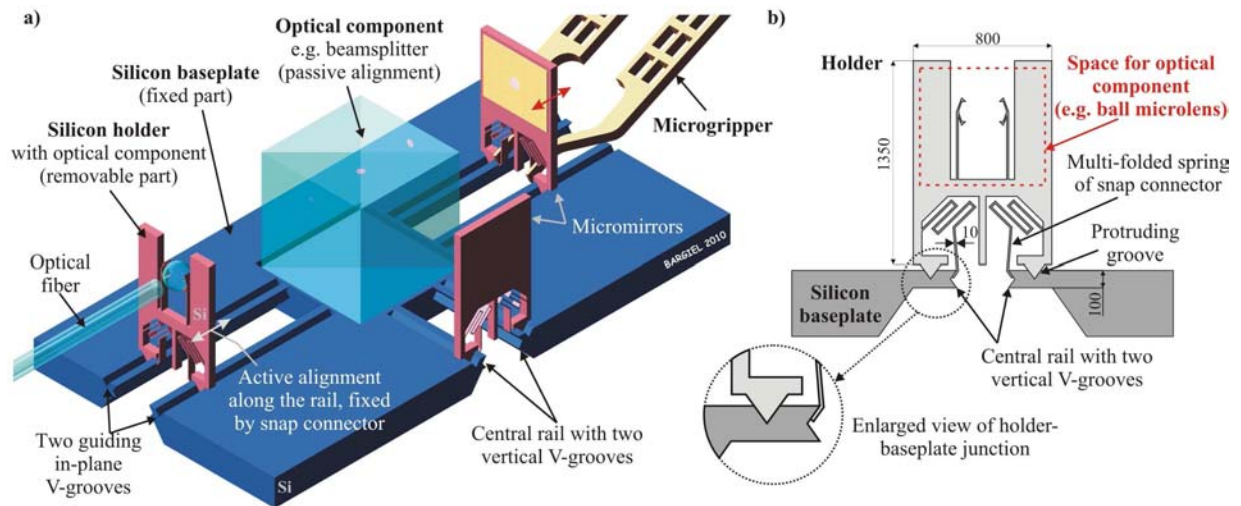 a)
Optical component
e.g. beamsplitter
(passive alignment)
Silicon baseplate
(fixed part)
Silicon holder
with optical component
(removable part)
Microgripper
Optical
fiber
Micromirrors
BARGIEL 2010
Si
Active alignment
along the rail, fixed
by snap connector
Two guiding
in-plane
V-grooves
Si
Central rail with two
vertical V-grooves
b)
800
Holder
Space for optical
component
(e.g. ball microlens)
1350
Multi-folded spring
of snap connector
10
Protruding
groove
Silicon
baseplate
100
Central rail with two
vertical V-grooves
Enlarged view of holder-
baseplate junction